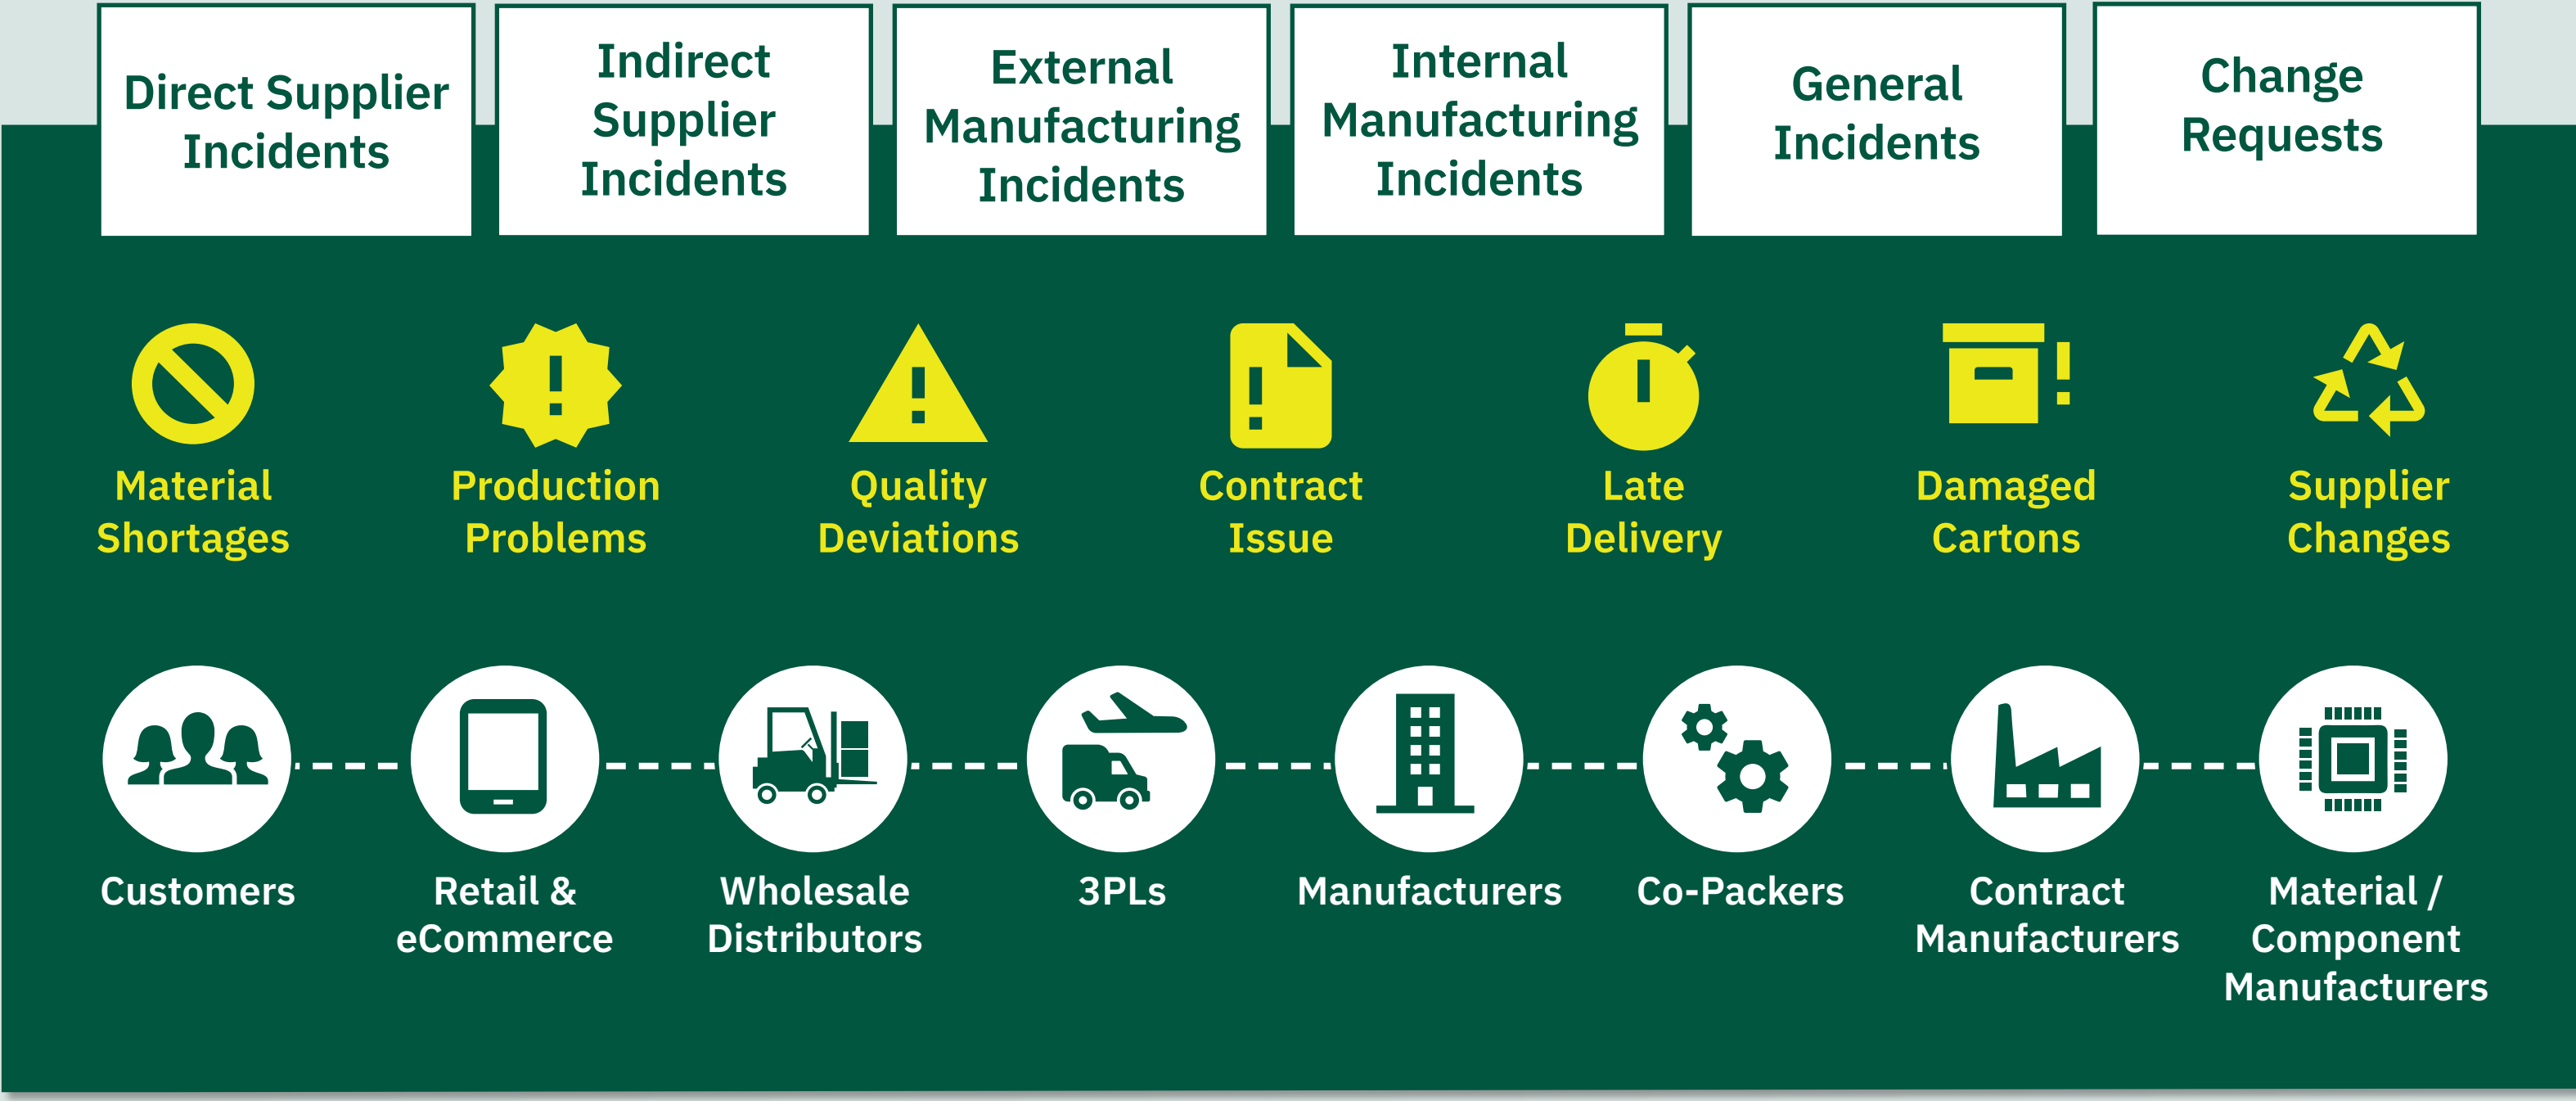 Direct Supplier
Incidents
Indirect
Supplier
Incidents
External
Manufacturing
Incidents
Internal
Manufacturing
Incidents
General
Incidents
Change
Requests
Material
Shortages
Production
Problems
Quality
Deviations
Contract
Issue
Late
Delivery
Damaged
Cartons
Supplier
Changes
Customers
Retail &
eCommerce
Wholesale
Distributors
3PLs
Manufacturers
Co-Packers
Contract
Manufacturers
Material /
Component
Manufacturers